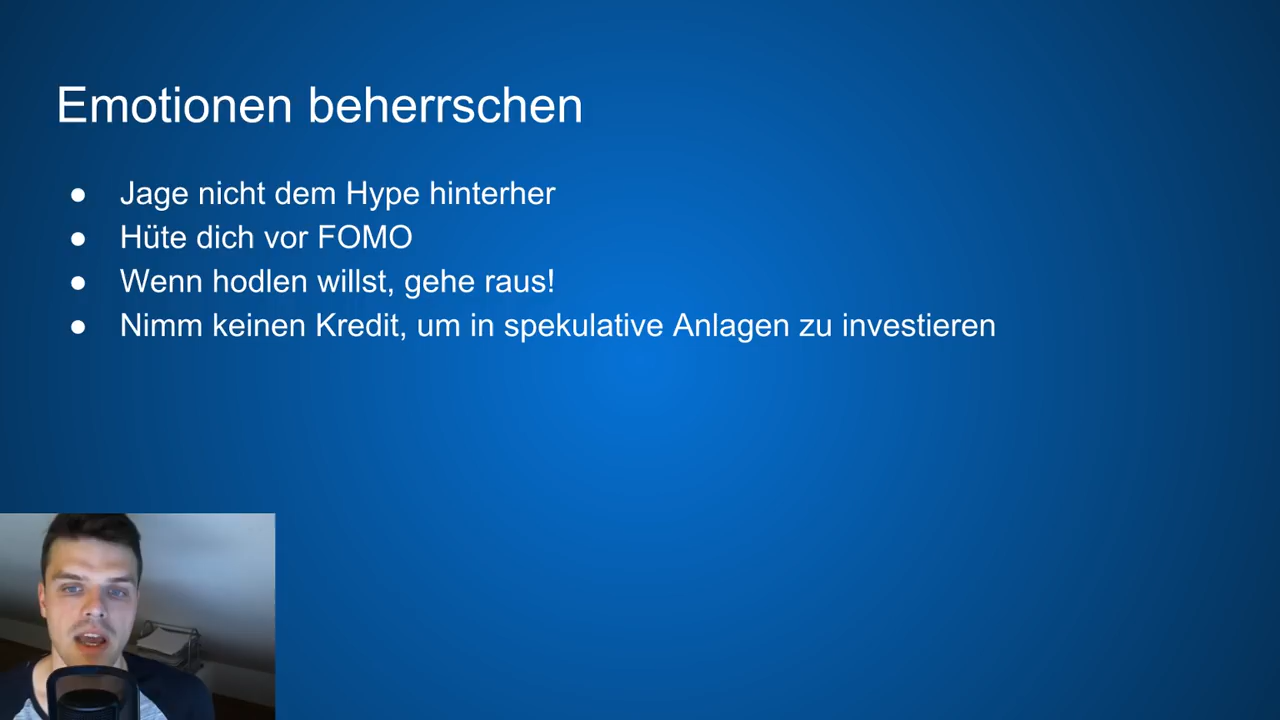 Emotionen beherrschen
● Jage nicht dem Hype hinterher
● Hüte dich vor FOMO
● Wenn hodlen willst, gehe raus!
● Nimm keinen Kredit, um in spekulative Anlagen zu investieren